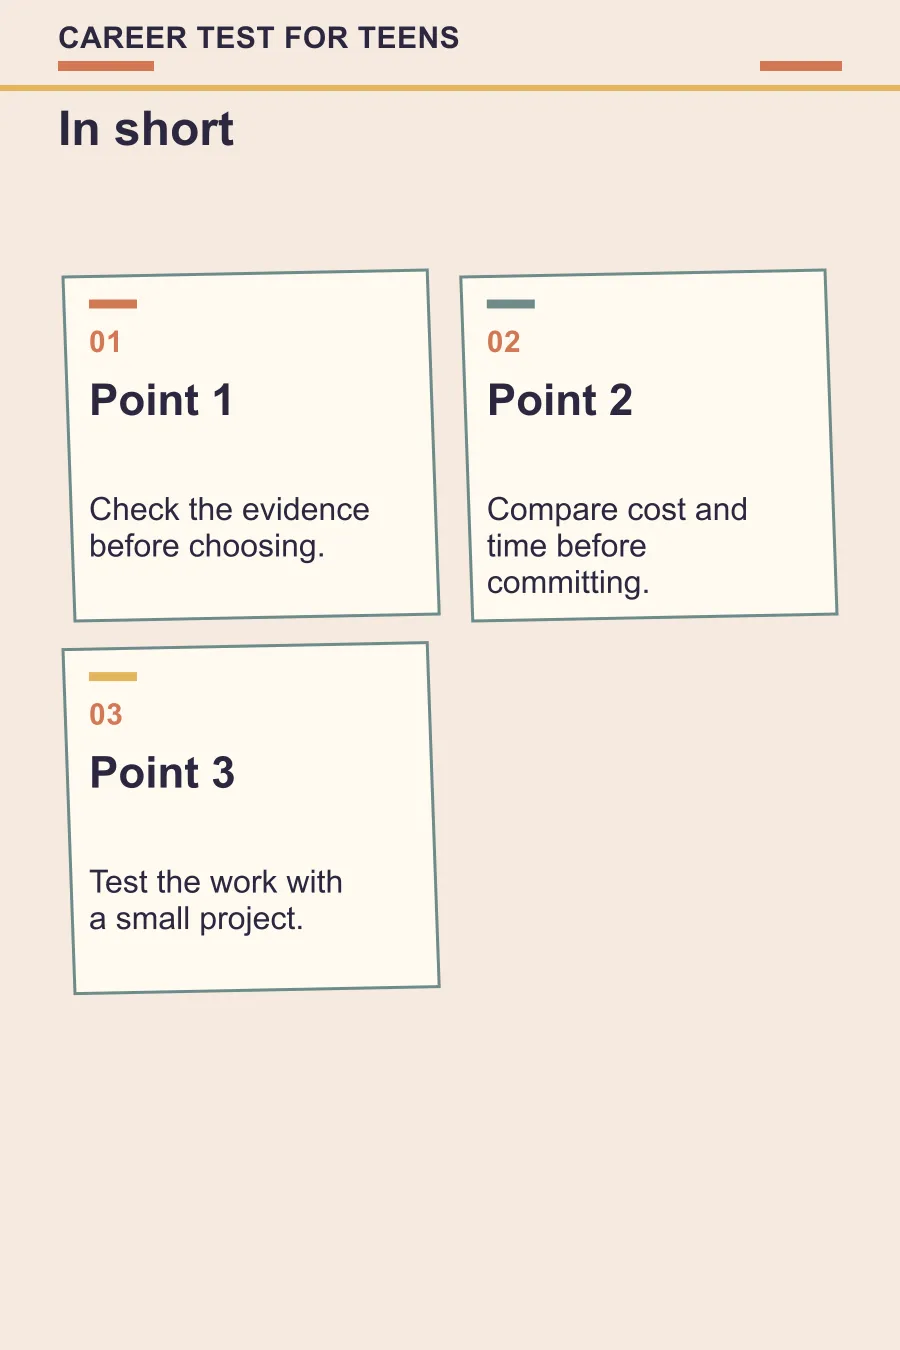 CAREER TEST FOR TEENS
In short
01
Point 1
Check the evidence
before choosing.
02
Point 2
Compare cost and
time before
committing.
03
Point 3
Test the work with
a small project.